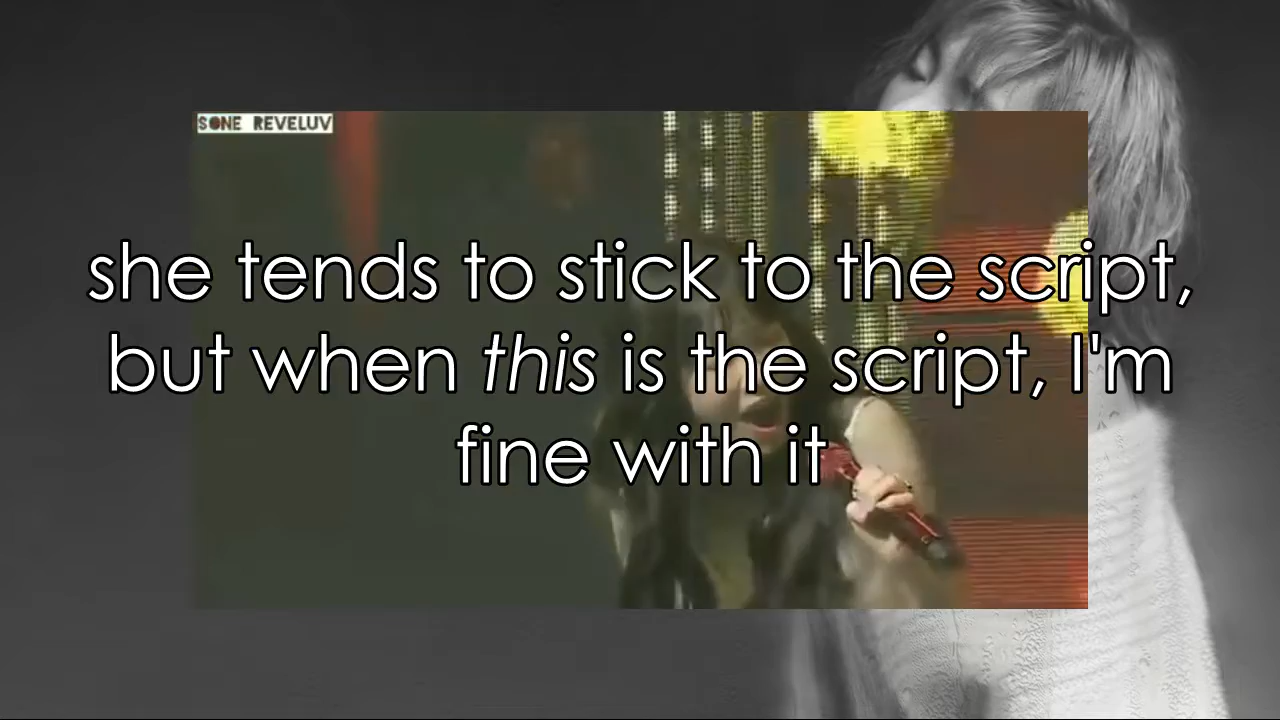 SONE REVELUV
she tends to stick to the script,
but when this is the script, I'm
fine with it